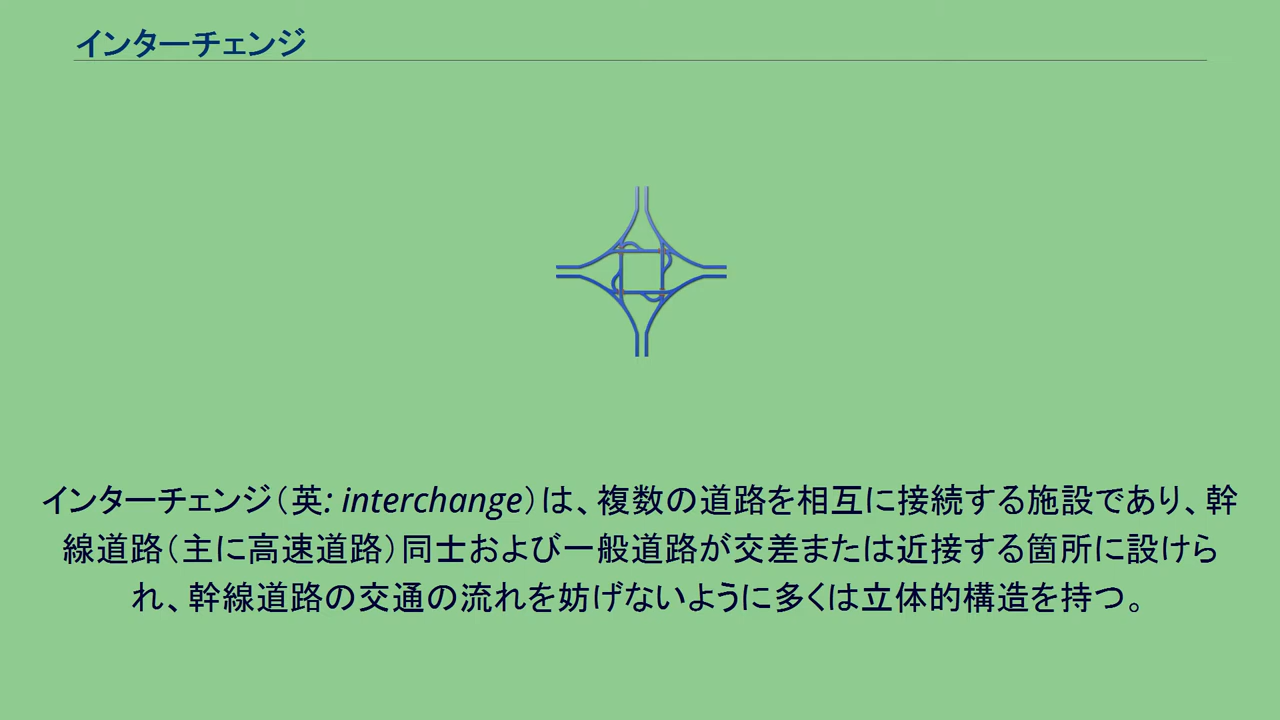 インターチェンジ
インターチェンジ（英: interchange）は、複数の道路を相互に接続する施設であり、幹
線道路（主に高速道路）同士および一般道路が交差または近接する箇所に設けら
れ、幹線道路の交通の流れを妨げないように多くは立体的構造を持つ。